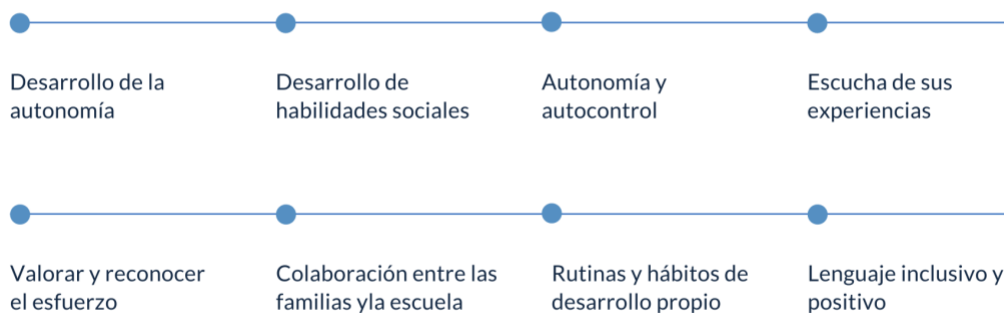 Desarrollo de la
autonomía
Desarrollo de
habilidades sociales
Autonomía y
autocontrol
Escucha de sus
experiencias
Valorar y reconocer
el esfuerzo
Colaboración entre las
familias yla escuela
Rutinas y hábitos de
desarrollo propio
Lenguaje inclusivo y
positivo